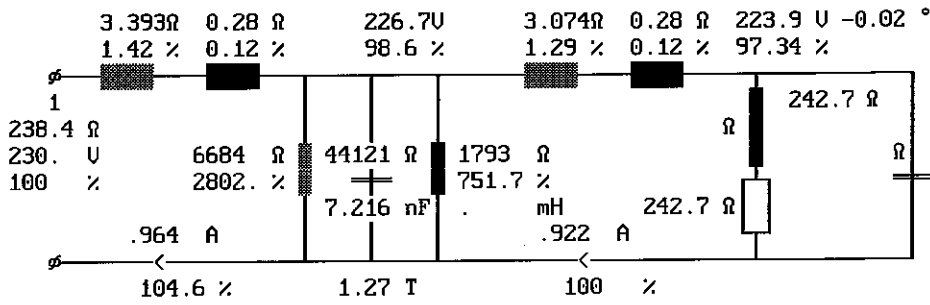 3.393Ω 0.28 Ω 226.7V 3.074Ω 0.28 Ω 223.9 V -0.02 °
1.42 % 0.12 % 98.6 % 1.29 % 0.12 % 97.34 %
1
242.7 Ω
238.4 Ω
Ω
230. V 6684 Ω 44121 Ω 1793 Ω Ω
100 % 2802. % 751.7 %
7.216 nF . mH 242.7 Ω
.964 A .922 A
104.6 % 1.27 T 100 %